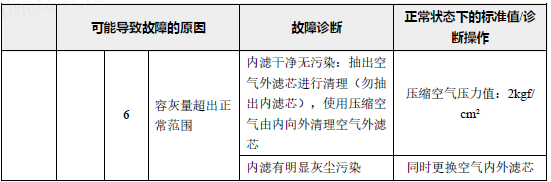 可能导致故障的原因
故障诊断
正常状态下的标准值/诊
断操作
6
容灰量超出正
常范围
内滤干净无污染：抽出空
气外滤芯进行清理（勿抽
出内滤芯），使用压缩空
气由内向外清理空气外滤
芯
压缩空气压力值：2kgf/
cm²
内滤有明显灰尘污染
同时更换空气内外滤芯